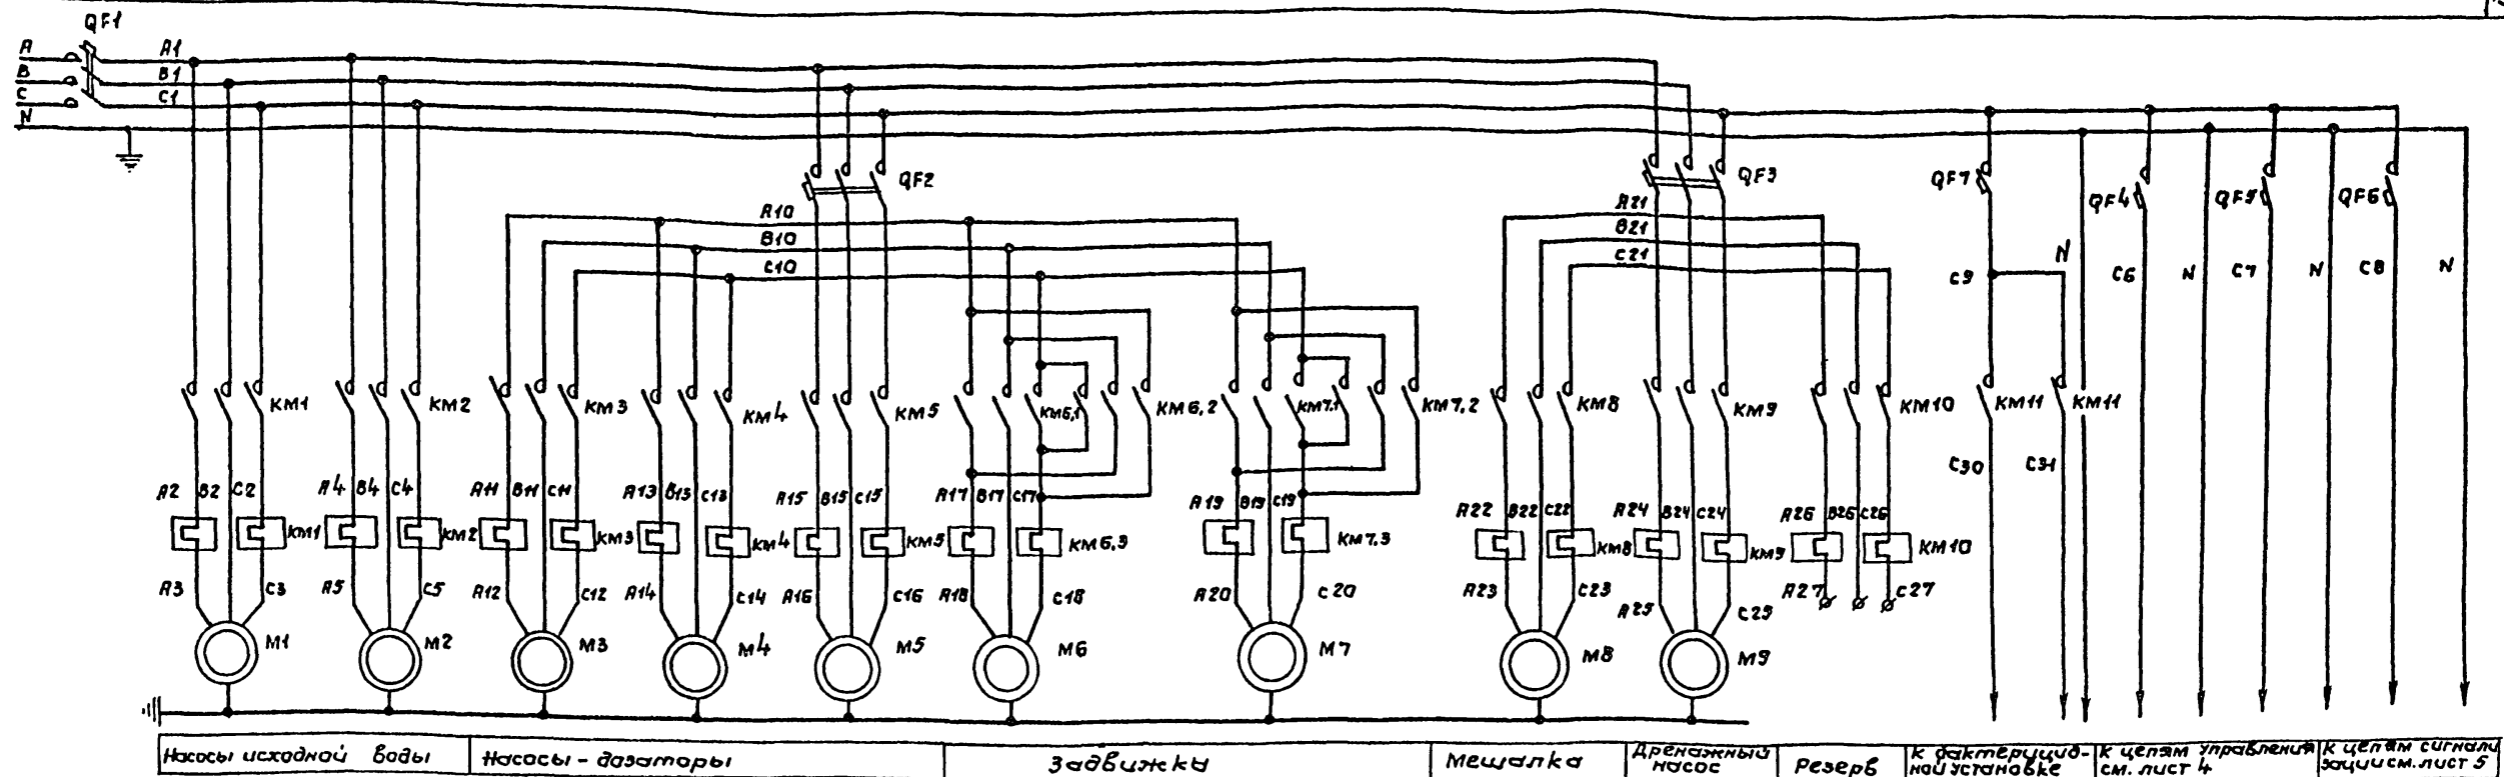 QF1
A A1
B B1
C C1
N
QF2 QF3 QF7 QF4 QF5 QF6
A10 A21
B10 B21
C10 C21
C9 N C6 N C7 N C8 N
KM1 KM2 KM3 KM4 KM5 KM6,1 KM6,2 KM7,1 KM7,2 KM8 KM9 KM10 KM11 KM11
C30 C31
A2 B2 C2 A4 B4 C4 A11 B11 C11 A13 B13 C13 A15 B15 C15 A17 B17 C17 A19 B19 C19 A22 B22 C22 A24 B24 C24 A26 B26 C26
KM1 KM2 KM3 KM4 KM5 KM6,3 KM7,3 KM8 KM9 KM10
A3 C3 A5 C5 A12 C12 A14 C14 A16 C16 A18 C18 A20 C20 A23 C23 A25 C25 A27 C27
M1 M2 M3 M4 M5 M6 M7 M8 M9
Насосы исходной воды
Насосы-дозаторы
Задвижки
Мешалка
Дренажный
насос
Резерв
К бактерицид-
ной установке
К цепям управления
см. лист 4
К цепям сигнали
зации см. лист 5